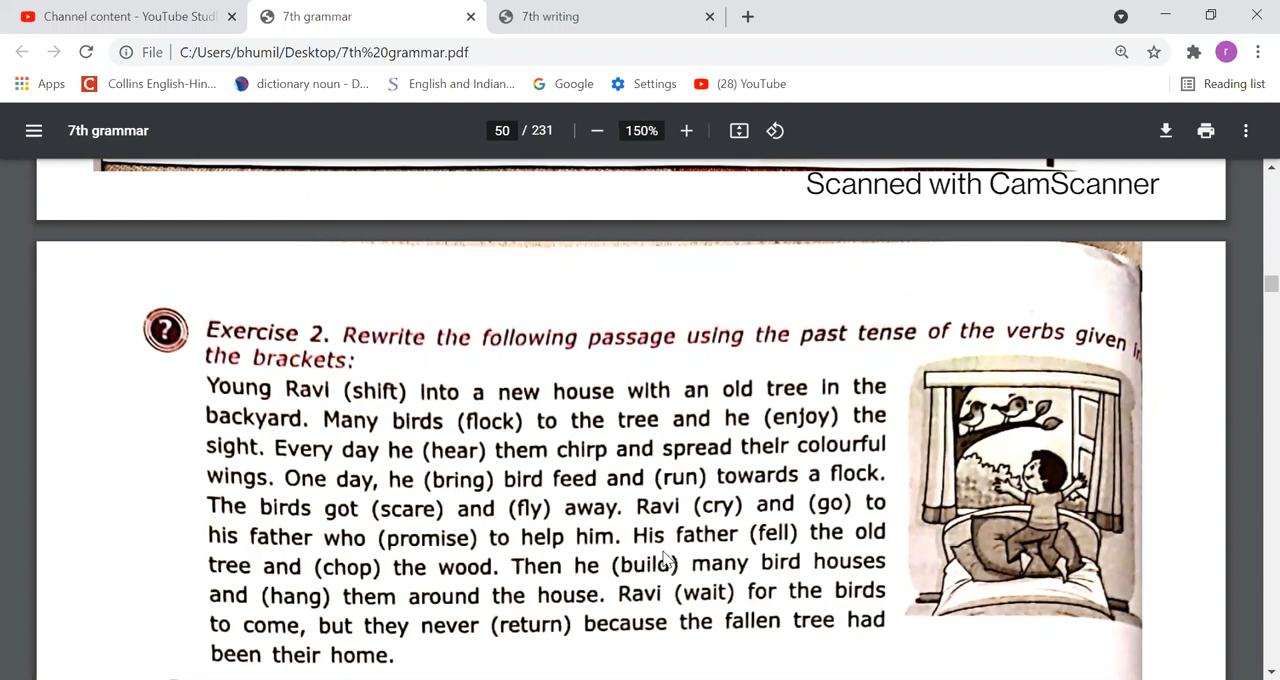 Channel content - YouTube Stud
7th grammar
7th writing
File
C:/Users/bhumil/Desktop/7th%20grammar.pdf
Apps
Collins English-Hin...
dictionary noun - D...
English and Indian...
Google
Settings
(28) YouTube
Reading list
7th grammar
50 / 231
150%
Scanned with CamScanner
Exercise 2. Rewrite the following passage using the past tense of the verbs given in
the brackets:
Young Ravi (shift) into a new house with an old tree in the
backyard. Many birds (flock) to the tree and he (enjoy) the
sight. Every day he (hear) them chirp and spread their colourful
wings. One day, he (bring) bird feed and (run) towards a flock.
The birds got (scare) and (fly) away. Ravi (cry) and (go) to
his father who (promise) to help him. His father (fell) the old
tree and (chop) the wood. Then he (build) many bird houses
and (hang) them around the house. Ravi (wait) for the birds
to come, but they never (return) because the fallen tree had
been their home.